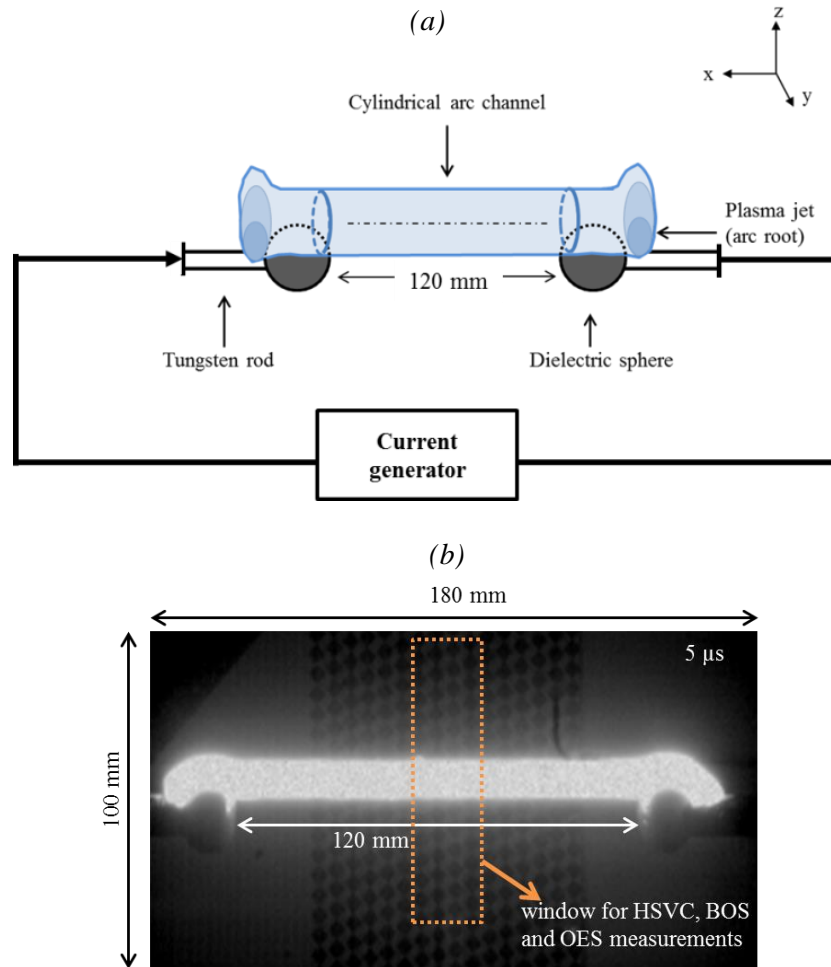 (a)
z
x
y
Cylindrical arc channel
Plasma jet
(arc root)
120 mm
Tungsten rod
Dielectric sphere
Current
generator
(b)
180 mm
5 μs
100 mm
120 mm
window for HSVC, BOS
and OES measurements